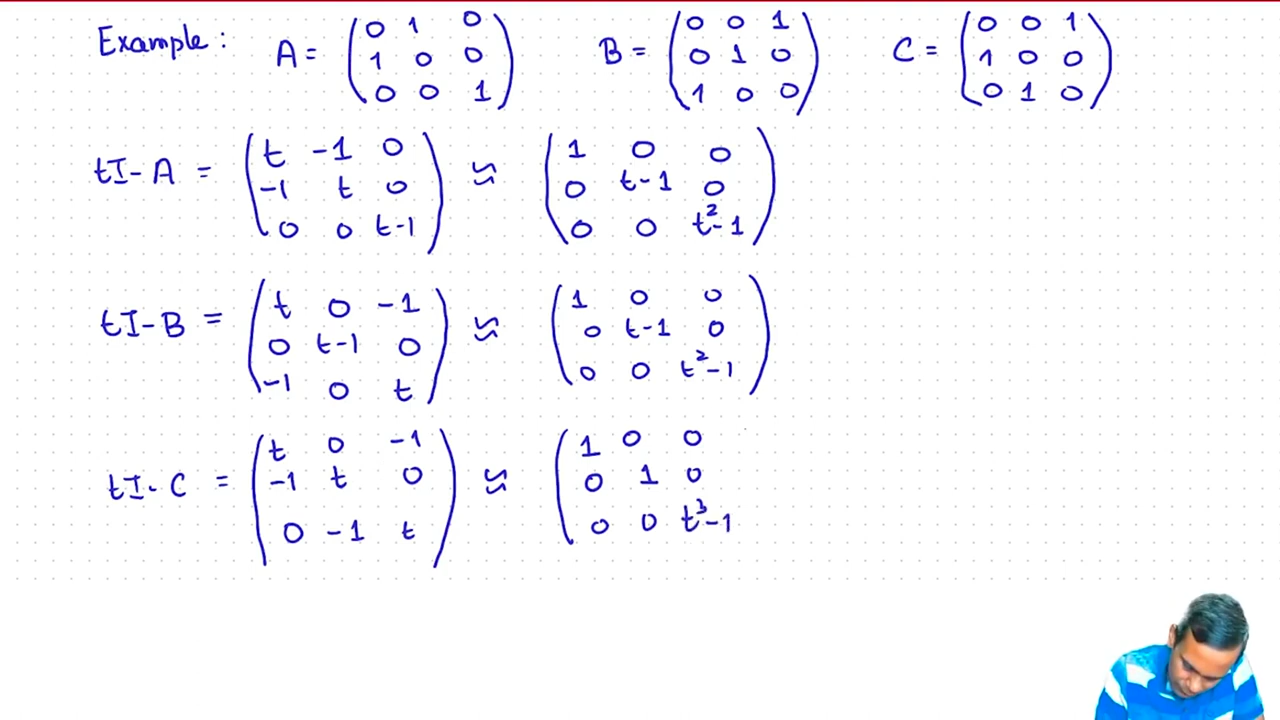 Example : A = (0 1 0 B = (0 0 1 C = (0 0 1
1 0 0 0 1 0 1 0 0
0 0 1) 1 0 0) 0 1 0)
tI-A = (t -1 0 ≈ (1 0 0
-1 t 0 0 t-1 0
0 0 t-1) 0 0 t²-1)
tI-B = (t 0 -1 ≈ (1 0 0
0 t-1 0 0 t-1 0
-1 0 t) 0 0 t²-1)
tI-C = (t 0 -1 ≈ (1 0 0
-1 t 0 0 1 0
0 -1 t) 0 0 t³-1